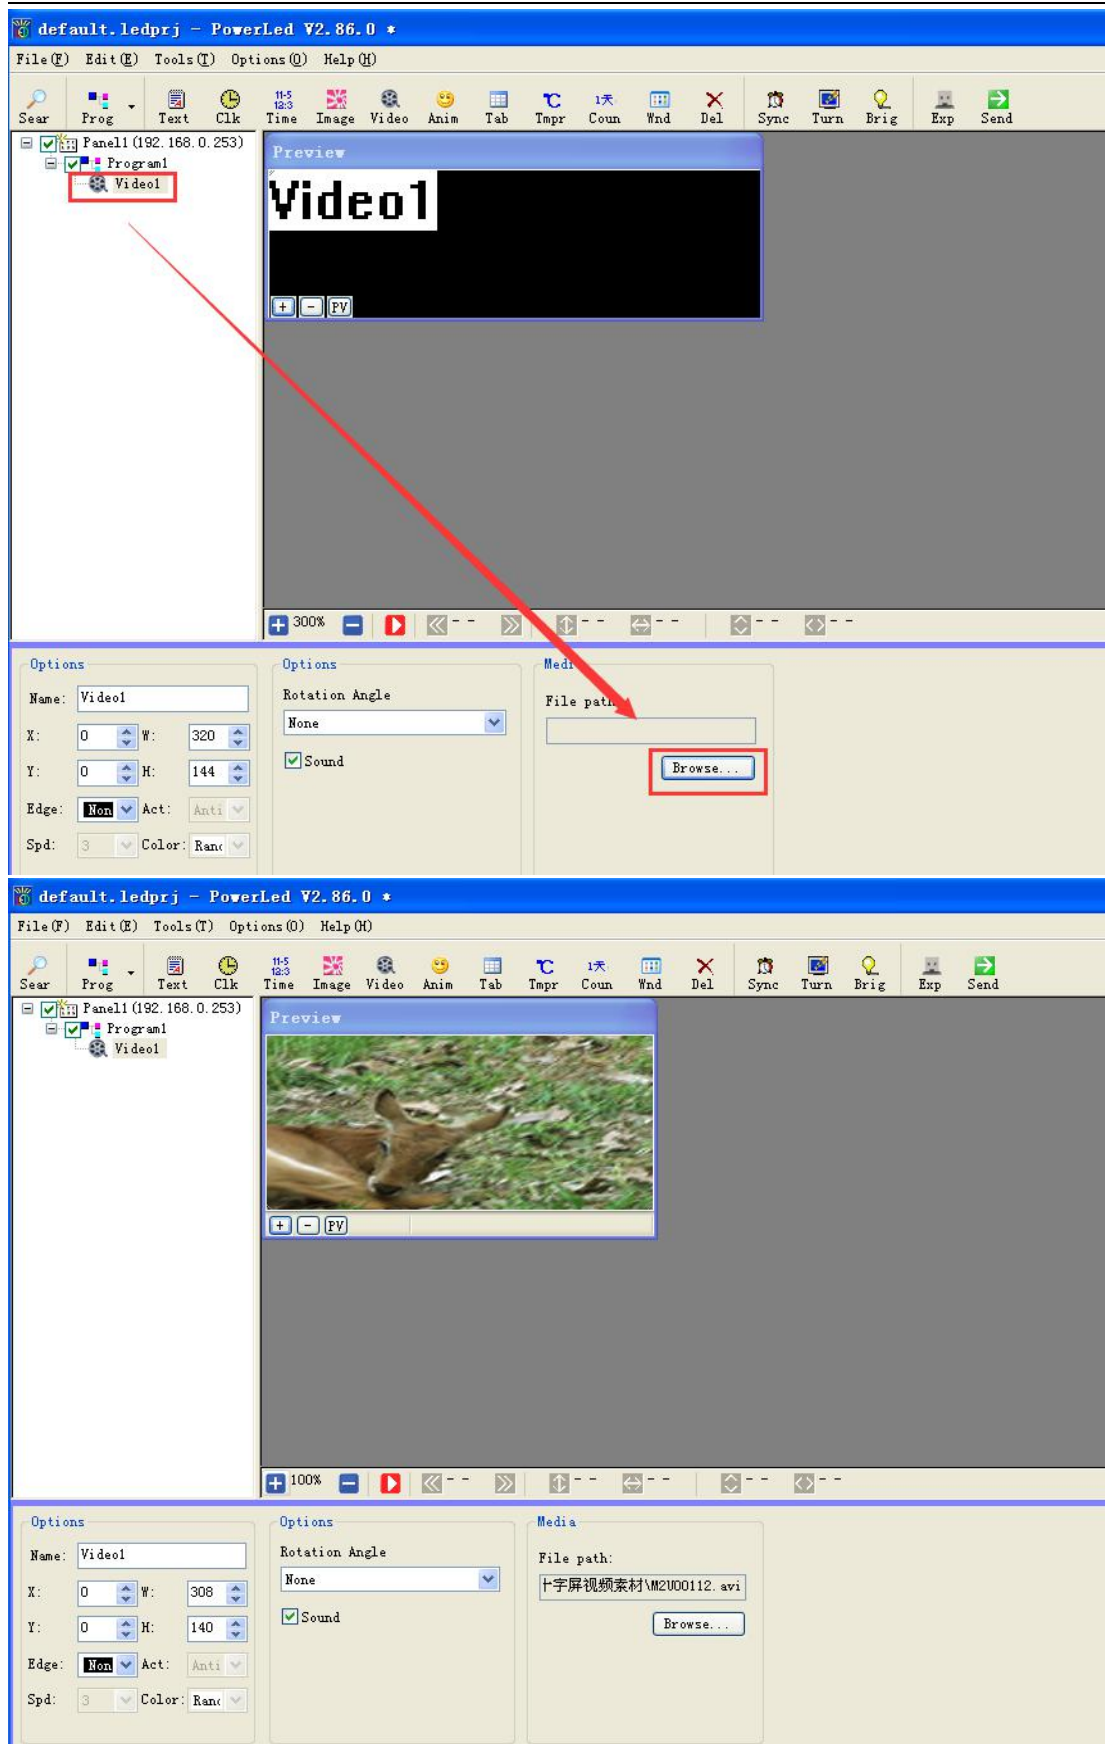 default.ledprj - PowerLed V2.86.0 *
File(F) Edit(E) Tools(T) Options(O) Help(H)
Sear Prog Text Clk Time Image Video Anim Tab Tmpr Coun Wnd Del Sync Turn Brig Exp Send
Panel1(192.168.0.253)
Program1
Video1
Preview
Video1
+ - PV
300%
Options
Name: Video1
X: 0 W: 320
Y: 0 H: 144
Edge: Non Act: Anti
Spd: 3 Color: Ran
Options
Rotation Angle
None
Sound
Medi
File path
Browse...
default.ledprj - PowerLed V2.86.0 *
File(F) Edit(E) Tools(T) Options(O) Help(H)
Sear Prog Text Clk Time Image Video Anim Tab Tmpr Coun Wnd Del Sync Turn Brig Exp Send
Panel1(192.168.0.253)
Program1
Video1
Preview
+ - PV
100%
Options
Name: Video1
X: 0 W: 308
Y: 0 H: 140
Edge: Non Act: Anti
Spd: 3 Color: Ran
Options
Rotation Angle
None
Sound
Media
File path:
十字屏视频素材\M2U00112.avi
Browse...